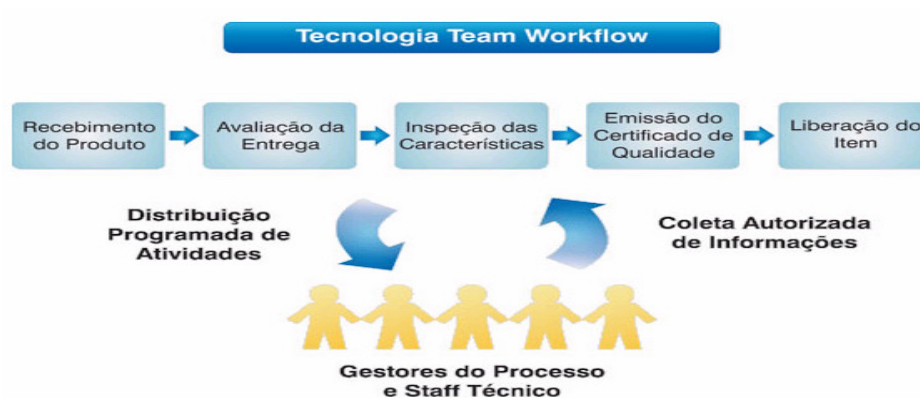 Tecnologia Team Workflow
Recebimento
do Produto
Avaliação da
Entrega
Inspeção das
Características
Emissão do
Certificado de
Qualidade
Liberação do
Item
Distribuição
Programada de
Atividades
Coleta Autorizada
de Informações
Gestores do Processo
e Staff Técnico